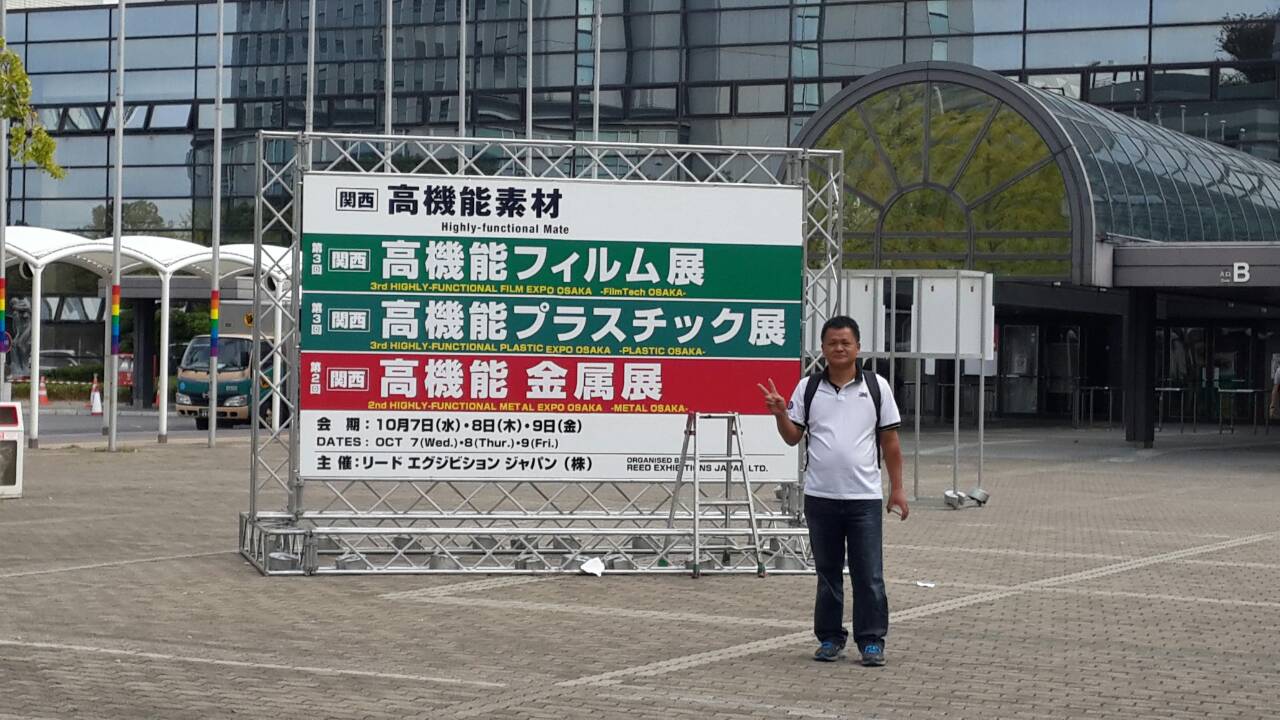 関西 高機能素材
Highly-functional Mate
第3回 関西 高機能フィルム展
3rd HIGHLY-FUNCTIONAL FILM EXPO OSAKA -FilmTech OSAKA-
第3回 関西 高機能プラスチック展
3rd HIGHLY-FUNCTIONAL PLASTIC EXPO OSAKA -PLASTIC OSAKA-
第2回 関西 高機能 金属展
2nd HIGHLY-FUNCTIONAL METAL EXPO OSAKA -METAL OSAKA-
会 期：10月7日(水)・8日(木)・9日(金)
DATES : OCT 7(Wed.)・8(Thur.)・9(Fri.)
主 催：リード エグジビション ジャパン（株）
ORGANISED B
REED EXHIBITIONS JAPAN LTD.
入口 B